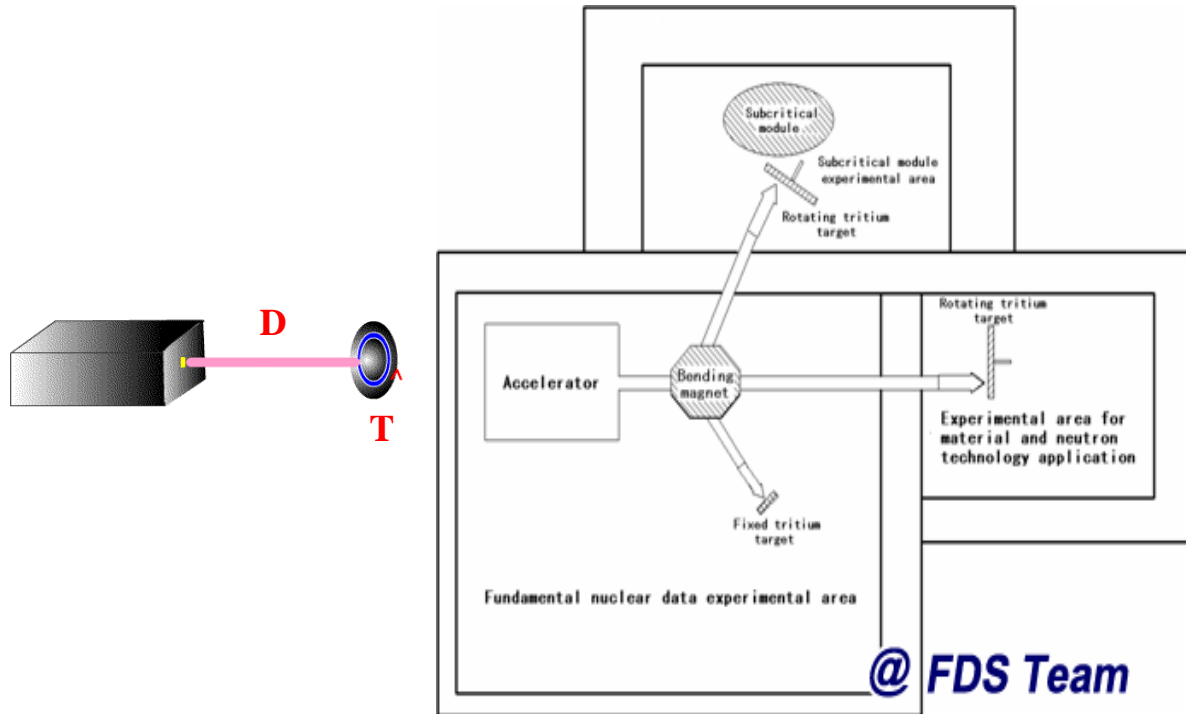 D
T
Subcritical
module
Subcritical module
experimental area
Rotating tritium
target
Rotating tritium
target
Accelerator
Bending
magnet
Experimental area for
material and neutron
technology application
Fixed tritium
target
Fundamental nuclear data experimental area
@ FDS Team